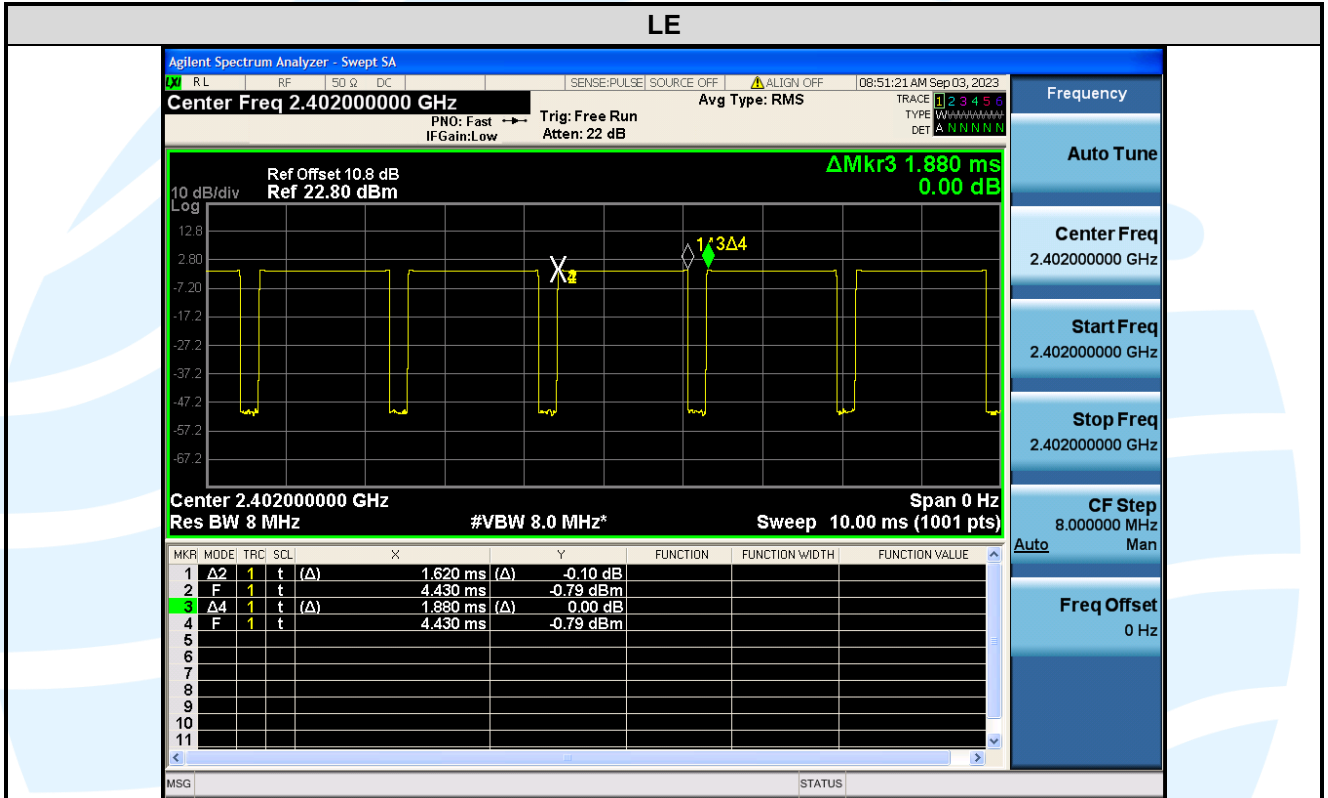 LE
Agilent Spectrum Analyzer - Swept SA
LXI RL RF 50 Ω DC SENSE:PULSE SOURCE OFF ALIGN OFF 08:51:21 AM Sep 03, 2023
Center Freq 2.402000000 GHz
Avg Type: RMS
TRACE 1 2 3 4 5 6
PNO: Fast
Trig: Free Run
TYPE
IFGain:Low
Atten: 22 dB
DET A N N N N N
ΔMkr3 1.880 ms
Ref Offset 10.8 dB
10 dB/div Ref 22.80 dBm
0.00 dB
Log
12.8
2.80
-7.20
-17.2
-27.2
-37.2
-47.2
-57.2
-67.2
3Δ4
Center 2.402000000 GHz Span 0 Hz
Res BW 8 MHz #VBW 8.0 MHz* Sweep 10.00 ms (1001 pts)
MKR MODE TRC SCL X Y FUNCTION FUNCTION WIDTH FUNCTION VALUE
1 Δ2 1 t (Δ) 1.620 ms (Δ) -0.10 dB
2 F 1 t 4.430 ms -0.79 dBm
3 Δ4 1 t (Δ) 1.880 ms (Δ) 0.00 dB
4 F 1 t 4.430 ms -0.79 dBm
5
6
7
8
9
10
11
MSG STATUS
Frequency
Auto Tune
Center Freq
2.402000000 GHz
Start Freq
2.402000000 GHz
Stop Freq
2.402000000 GHz
CF Step
8.000000 MHz
Auto Man
Freq Offset
0 Hz